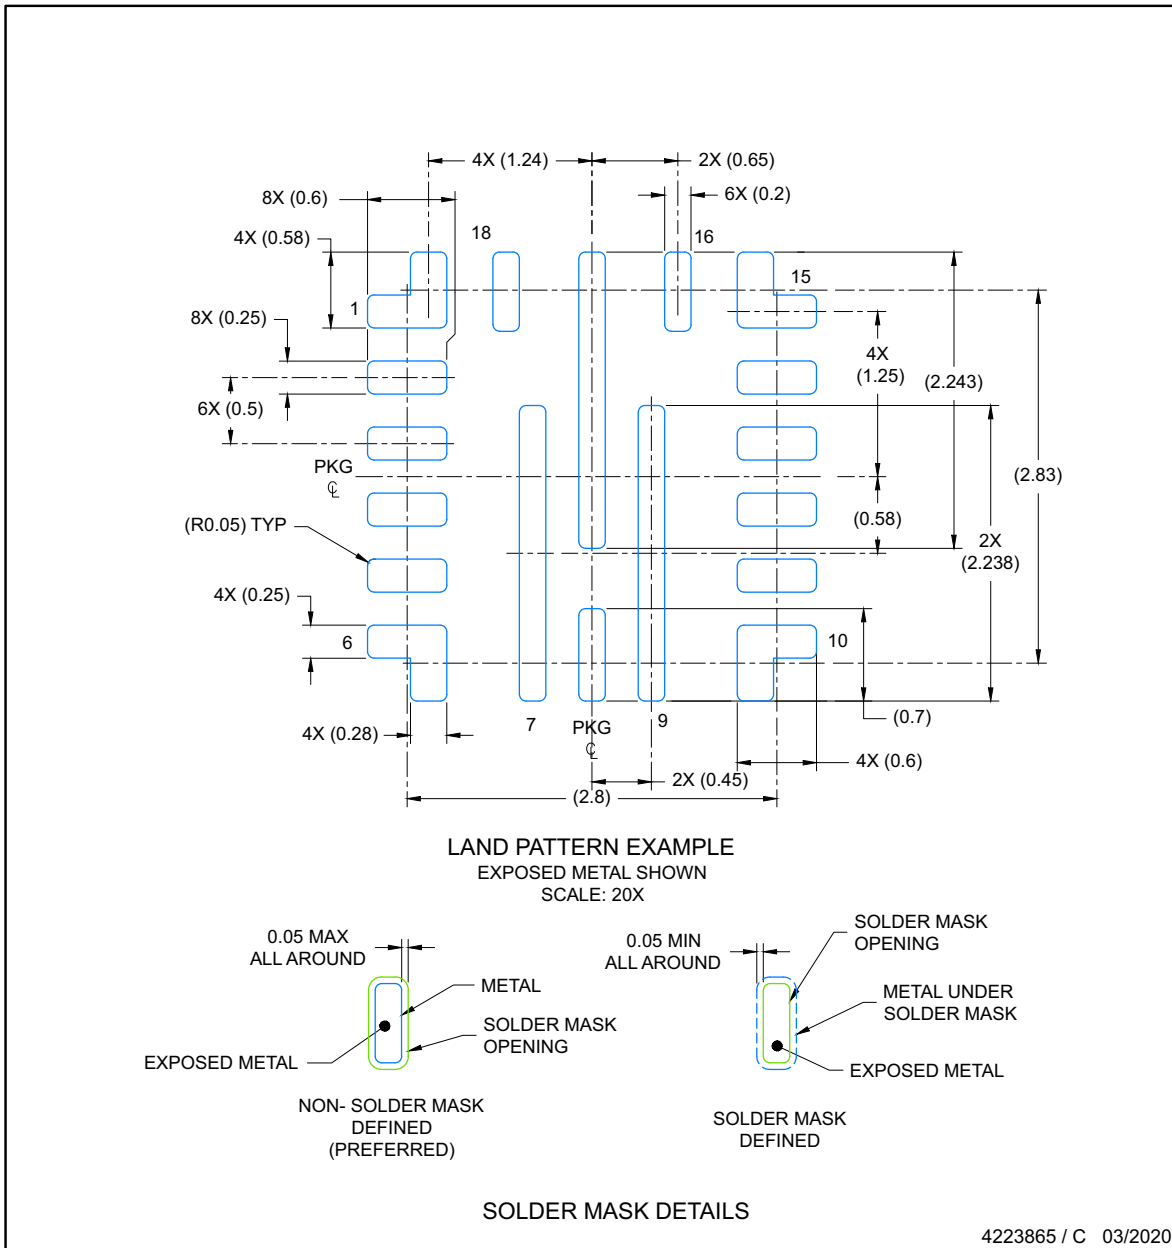 4X (1.24)
2X (0.65)
8X (0.6)
6X (0.2)
4X (0.58)
18
16
15
1
8X (0.25)
4X
(1.25)
(2.243)
6X (0.5)
PKG
℄
(2.83)
(R0.05) TYP
(0.58)
2X
(2.238)
4X (0.25)
6
10
(0.7)
7
PKG
℄
9
4X (0.28)
4X (0.6)
2X (0.45)
(2.8)
LAND PATTERN EXAMPLE
EXPOSED METAL SHOWN
SCALE: 20X
0.05 MAX
ALL AROUND
METAL
SOLDER MASK
OPENING
EXPOSED METAL
NON- SOLDER MASK
DEFINED
(PREFERRED)
0.05 MIN
ALL AROUND
SOLDER MASK
OPENING
METAL UNDER
SOLDER MASK
EXPOSED METAL
SOLDER MASK
DEFINED
SOLDER MASK DETAILS
4223865 / C 03/2020